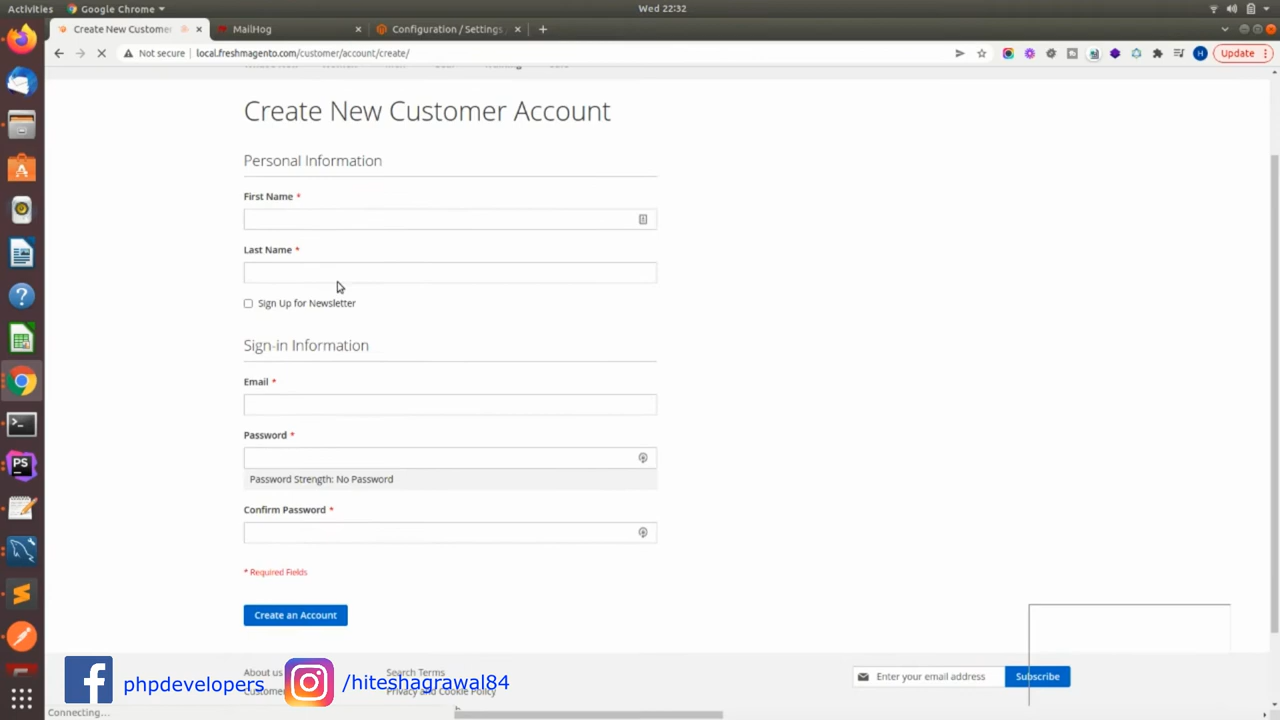 Activities
Google Chrome
Wed 22:32
Create New Customer
MailHog
Configuration / Settings
Not secure
local.freshmagento.com/customer/account/create/
H
Update
Create New Customer Account
Personal Information
First Name *
Last Name *
Sign Up for Newsletter
Sign-in Information
Email *
Password *
Password Strength: No Password
Confirm Password *
* Required Fields
Create an Account
About us
Search Terms
Enter your email address
Subscribe
Privacy and Cookie Policy
phpdevelopers
/hiteshagrawal84
Connecting...
PS